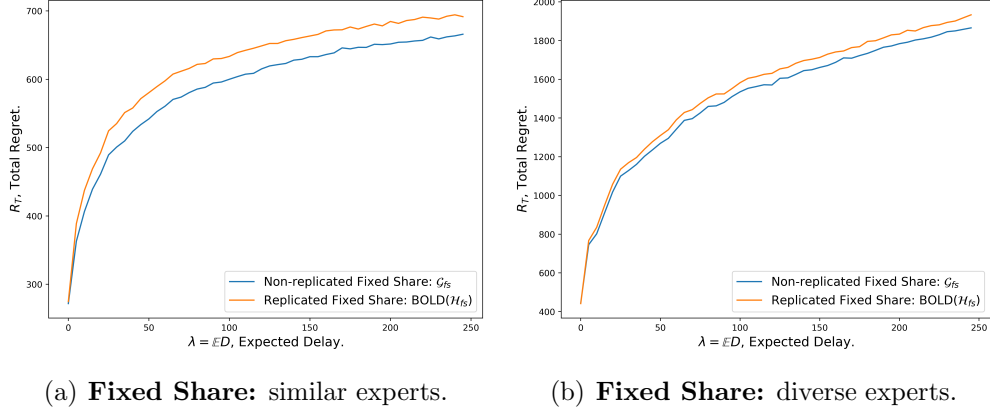 700
600
500
400
300
0
50
100
150
200
250
R_T, Total Regret.
λ = 𝔼D, Expected Delay.
Non-replicated Fixed Share: 𝒢_fs
Replicated Fixed Share: BOLD(ℋ_fs)
(a) Fixed Share: similar experts.
2000
1800
1600
1400
1200
1000
800
600
400
0
50
100
150
200
250
R_T, Total Regret.
λ = 𝔼D, Expected Delay.
Non-replicated Fixed Share: 𝒢_fs
Replicated Fixed Share: BOLD(ℋ_fs)
(b) Fixed Share: diverse experts.